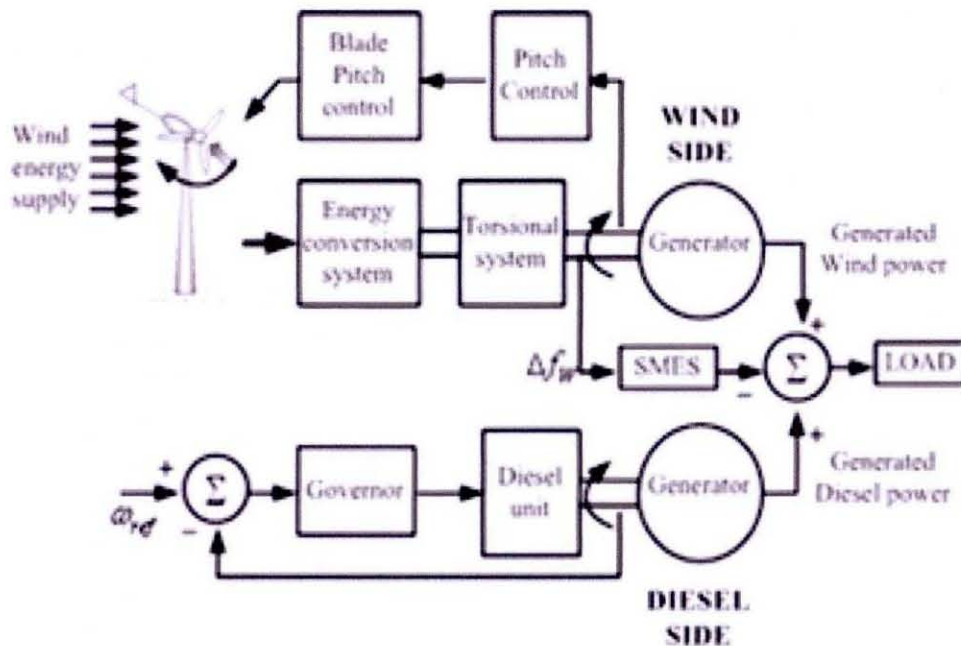 Blade
Pitch
control
Pitch
Control
WIND
SIDE
Wind
energy
supply
Energy
conversion
system
Torsional
system
Generator
Generated
Wind power
+
Δf_W
SMES
−
Σ
LOAD
+
+
Σ
−
ω_ref
Governor
Diesel
unit
Generator
Generated
Diesel power
DIESEL
SIDE